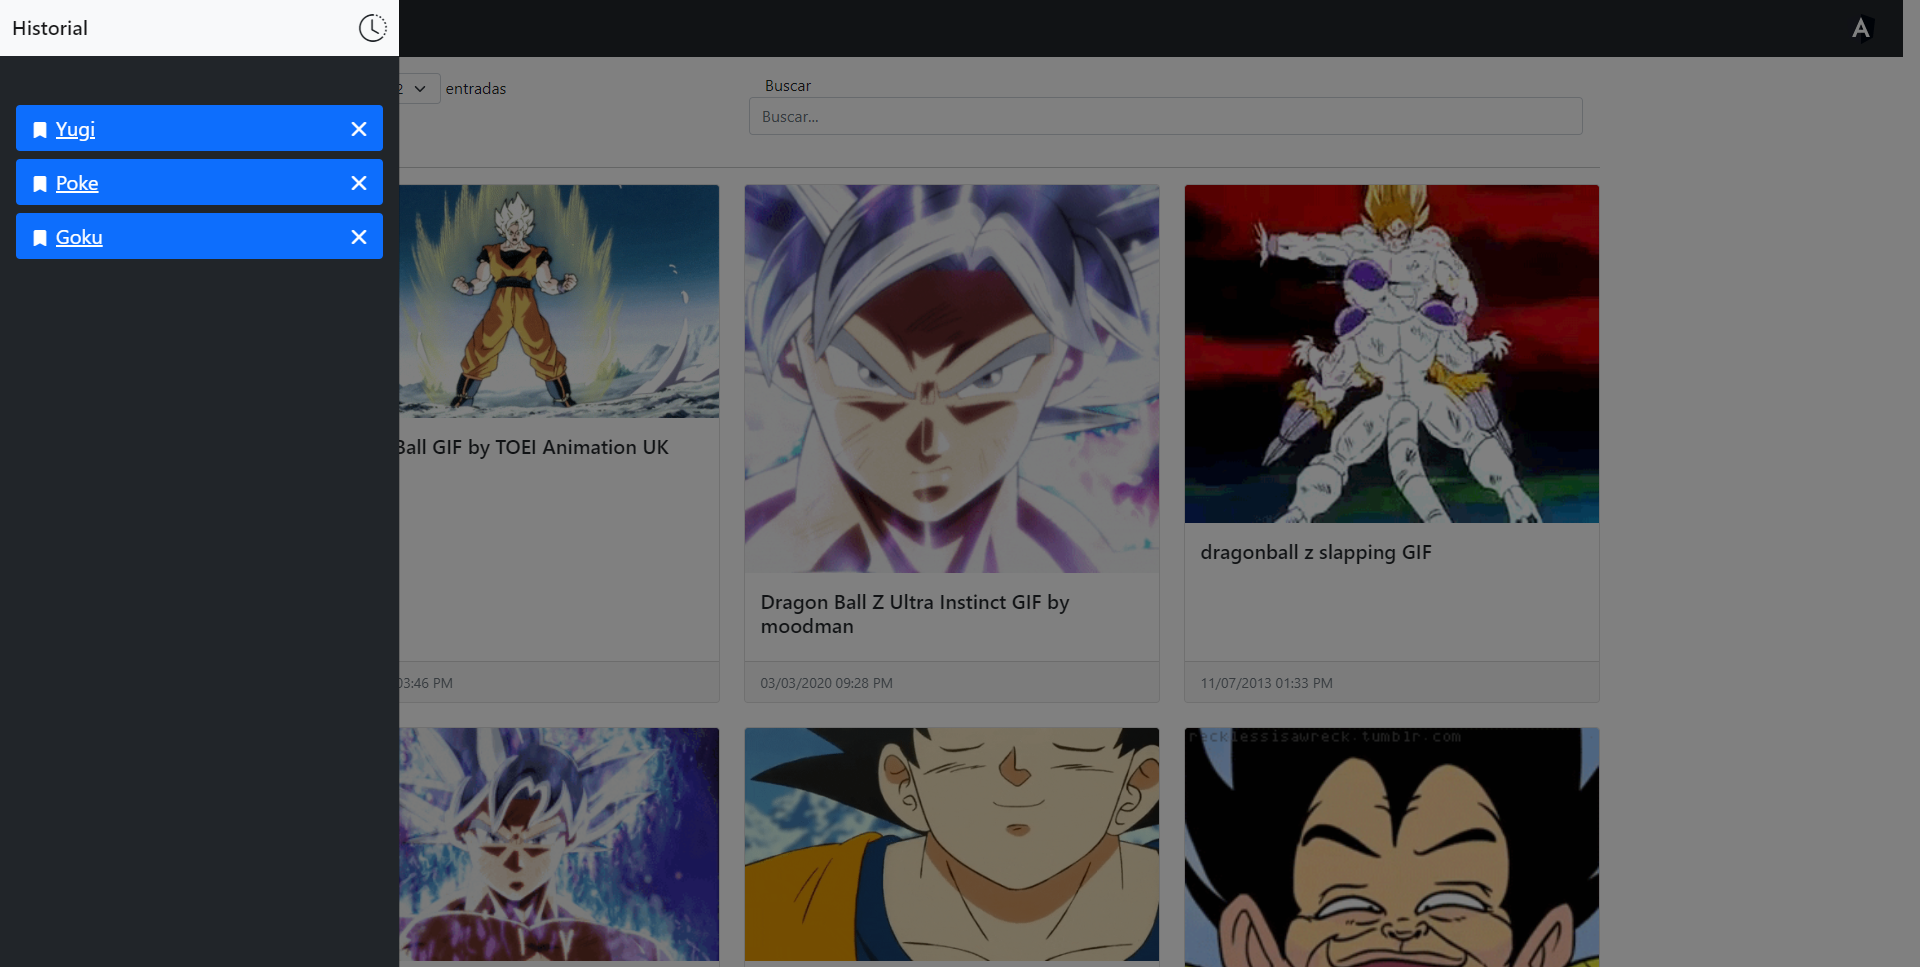 Historial
Yugi
Poke
Goku
2
entradas
Buscar
Buscar...
Ball GIF by TOEI Animation UK
03:46 PM
Dragon Ball Z Ultra Instinct GIF by
moodman
03/03/2020 09:28 PM
dragonball z slapping GIF
11/07/2013 01:33 PM
recklessisawreck.tumblr.com